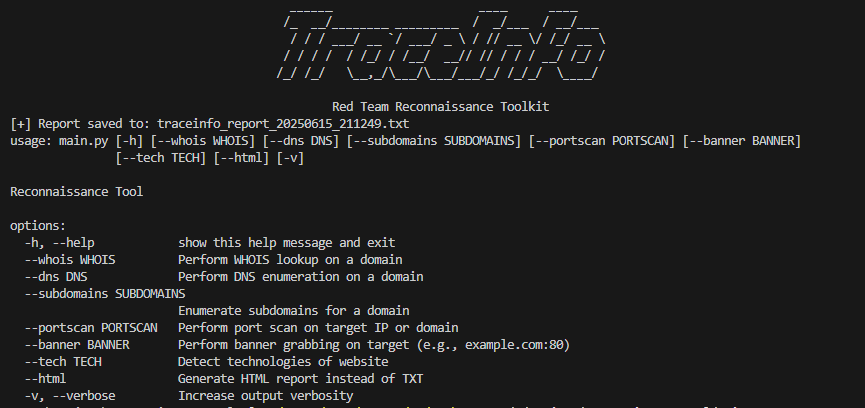 TraceInfo
Red Team Reconnaissance Toolkit
[+] Report saved to: traceinfo_report_20250615_211249.txt
usage: main.py [-h] [--whois WHOIS] [--dns DNS] [--subdomains SUBDOMAINS] [--portscan PORTSCAN] [--banner BANNER]
[--tech TECH] [--html] [-v]
Reconnaissance Tool
options:
-h, --help show this help message and exit
--whois WHOIS Perform WHOIS lookup on a domain
--dns DNS Perform DNS enumeration on a domain
--subdomains SUBDOMAINS
Enumerate subdomains for a domain
--portscan PORTSCAN Perform port scan on target IP or domain
--banner BANNER Perform banner grabbing on target (e.g., example.com:80)
--tech TECH Detect technologies of website
--html Generate HTML report instead of TXT
-v, --verbose Increase output verbosity